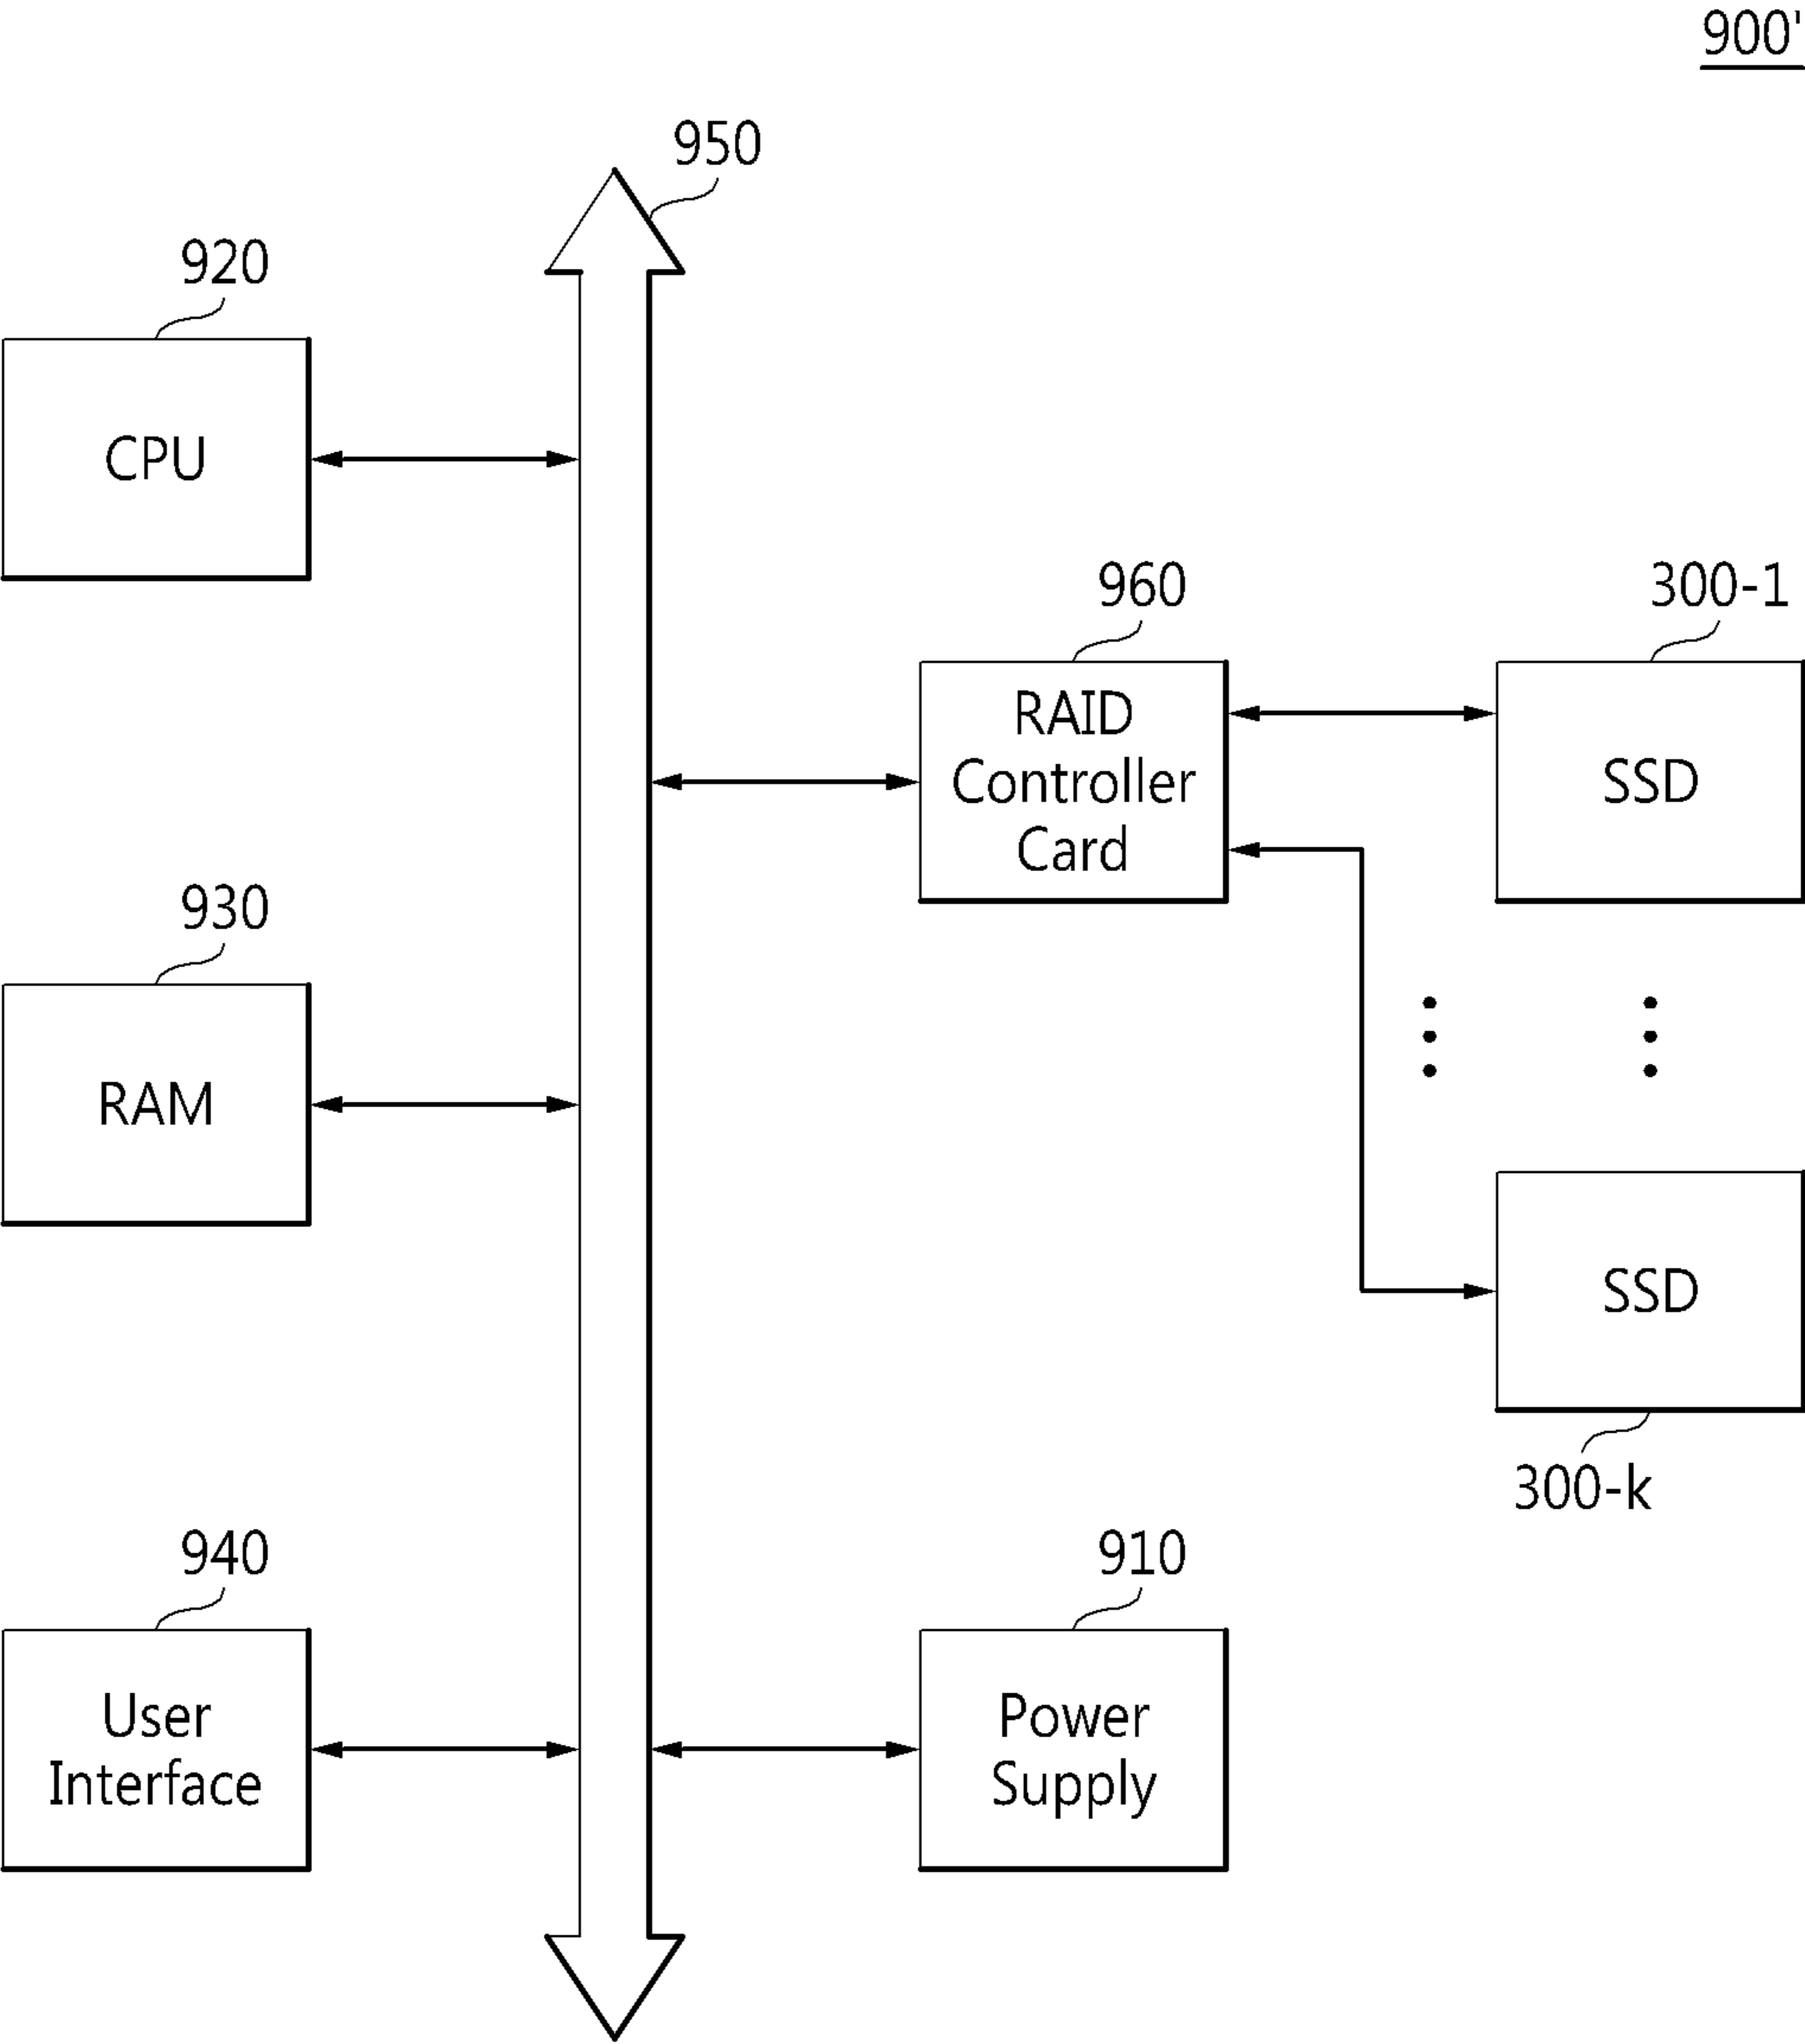 900'
950
920
CPU
960
300-1
RAID
Controller
Card
SSD
930
RAM
SSD
300-k
940
910
User
Interface
Power
Supply